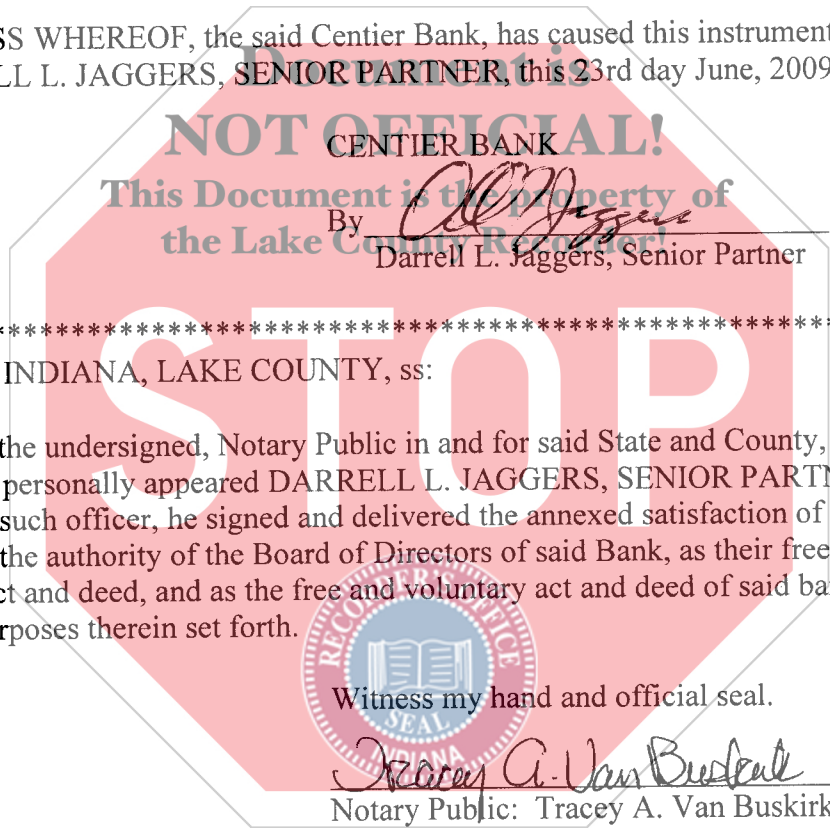 SS WHEREOF, the said Centier Bank, has caused this instrument
LL L. JAGGERS, SENIOR PARTNER, this 23rd day June, 2009
Document is
NOT OFFICIAL!
This Document is the property of
the Lake County Recorder!
CENTIER BANK
By
Darrell L. Jaggers, Senior Partner
STOP
********************************************************************
INDIANA, LAKE COUNTY, ss:
the undersigned, Notary Public in and for said State and County,
personally appeared DARRELL L. JAGGERS, SENIOR PARTN
such officer, he signed and delivered the annexed satisfaction of
the authority of the Board of Directors of said Bank, as their free
ct and deed, and as the free and voluntary act and deed of said ba
rposes therein set forth.
RECORDER'S OFFICE
SEAL
INDIANA
Witness my hand and official seal.
Tracey A. Van Buskirk
Notary Public: Tracey A. Van Buskirk